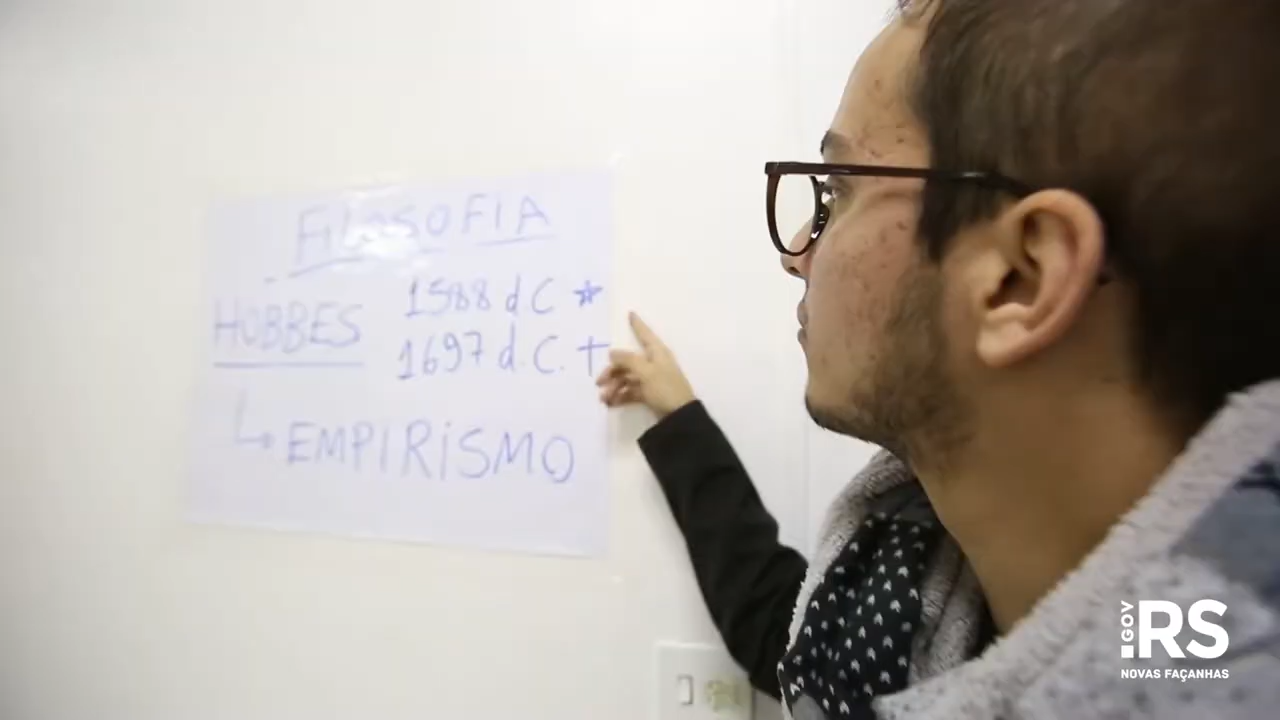 FILOSOFIA
HOBBES 1588 d C ☆
1697 d.C. †
↳ EMPIRISMO
.GOV RS
NOVAS FAÇANHAS